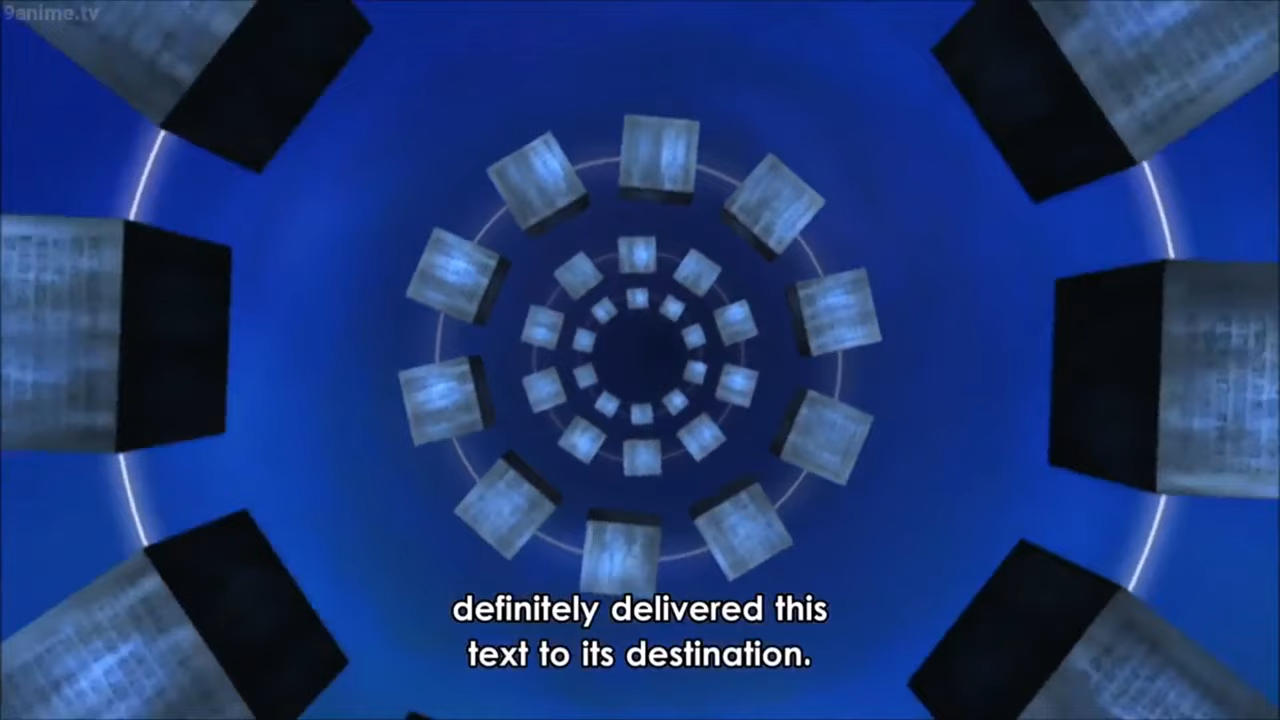 9anime.tv
definitely delivered this
text to its destination.